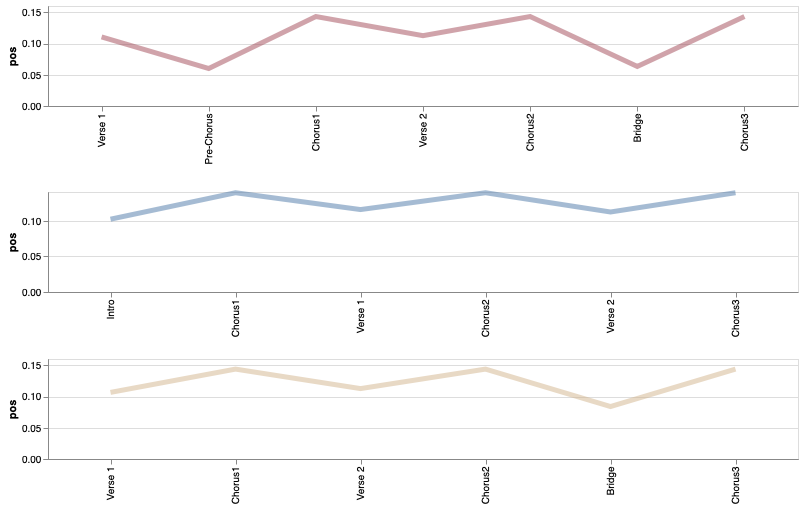 0.15
0.10
pos
0.05
0.00
Verse 1
Pre-Chorus
Chorus1
Verse 2
Chorus2
Bridge
Chorus3
0.10
pos
0.05
0.00
Intro
Chorus1
Verse 1
Chorus2
Verse 2
Chorus3
0.15
0.10
pos
0.05
0.00
Verse 1
Chorus1
Verse 2
Chorus2
Bridge
Chorus3